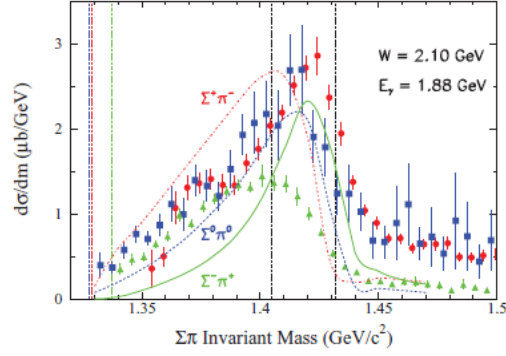 3
2
1
0
dσ/dm (μb/GeV)
W = 2.10 GeV
E_γ = 1.88 GeV
Σ⁺π⁻
Σ⁰π⁰
Σ⁻π⁺
1.35 1.4 1.45 1.5
Σπ Invariant Mass (GeV/c²)